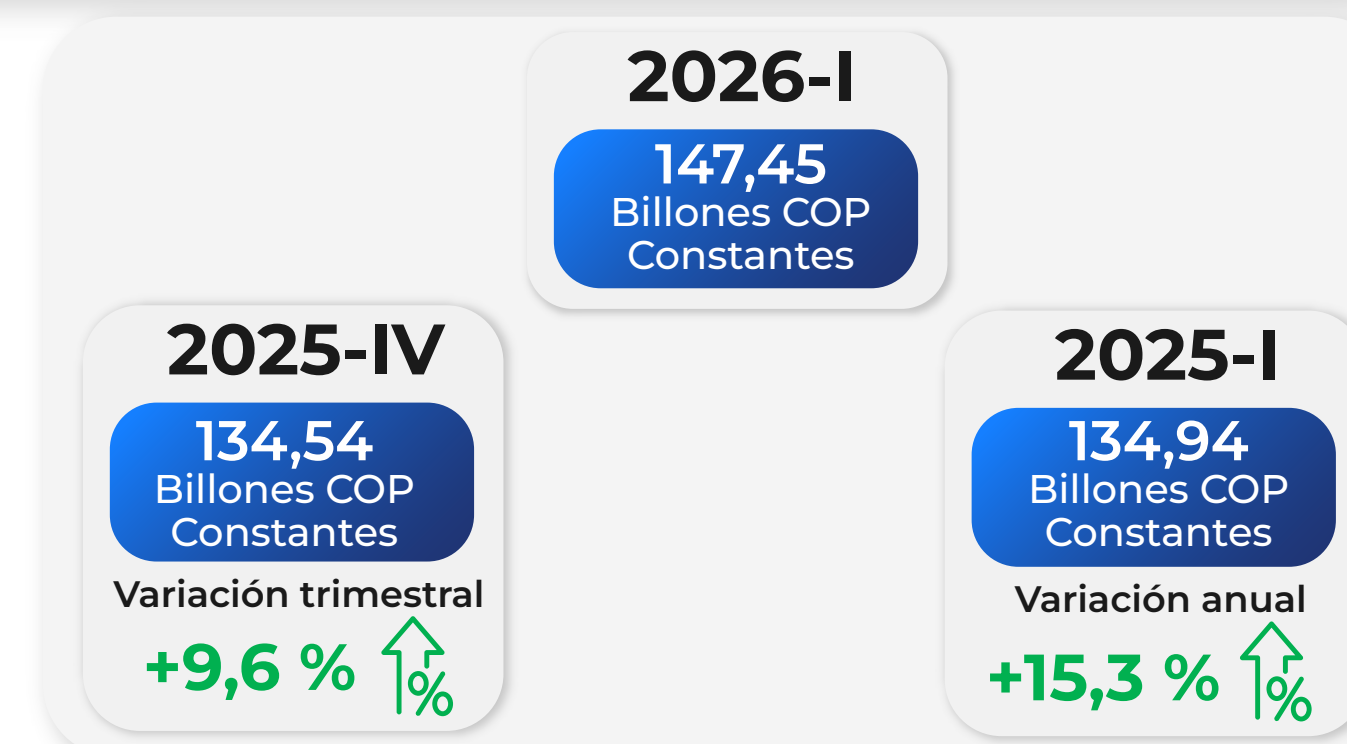 2026-I
147,45
Billones COP
Constantes
2025-IV
134,54
Billones COP
Constantes
Variación trimestral
+9,6 %
%
2025-I
134,94
Billones COP
Constantes
Variación anual
+15,3 %
%